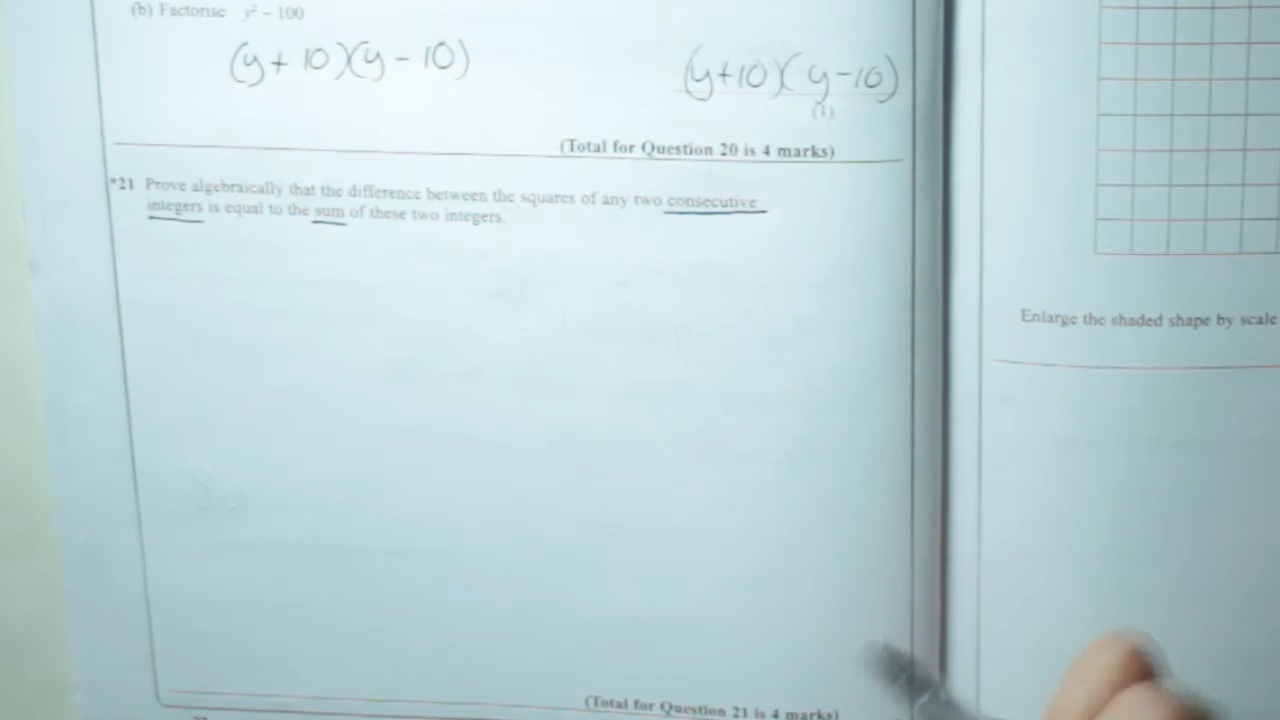 (b) Factorise y² – 100
(y + 10)(y – 10)
(y+10)(y–10)
(1)
(Total for Question 20 is 4 marks)
*21 Prove algebraically that the difference between the squares of any two consecutive
integers is equal to the sum of these two integers.
(Total for Question 21 is 4 marks)
Enlarge the shaded shape by scale